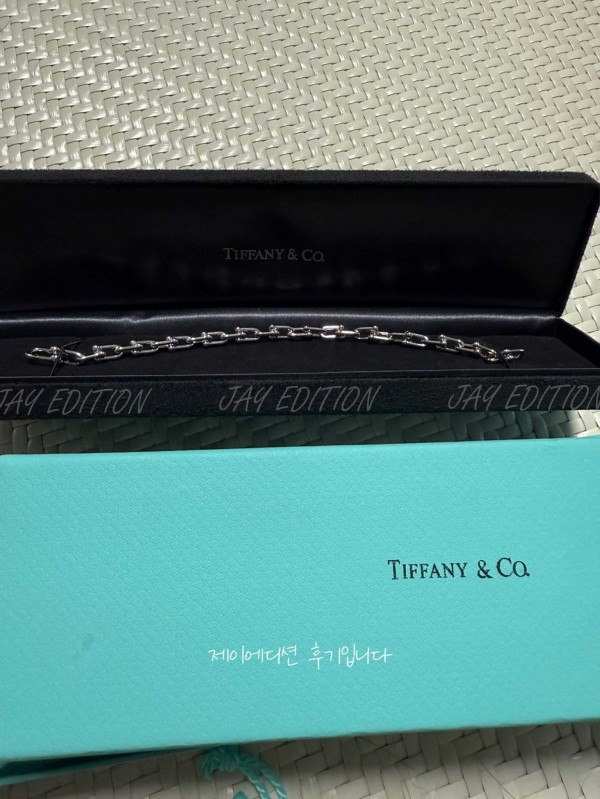 TIFFANY & CO.
JAY EDITION JAY EDITION JAY EDITION
TIFFANY & CO.
제이에디션 후기입니다